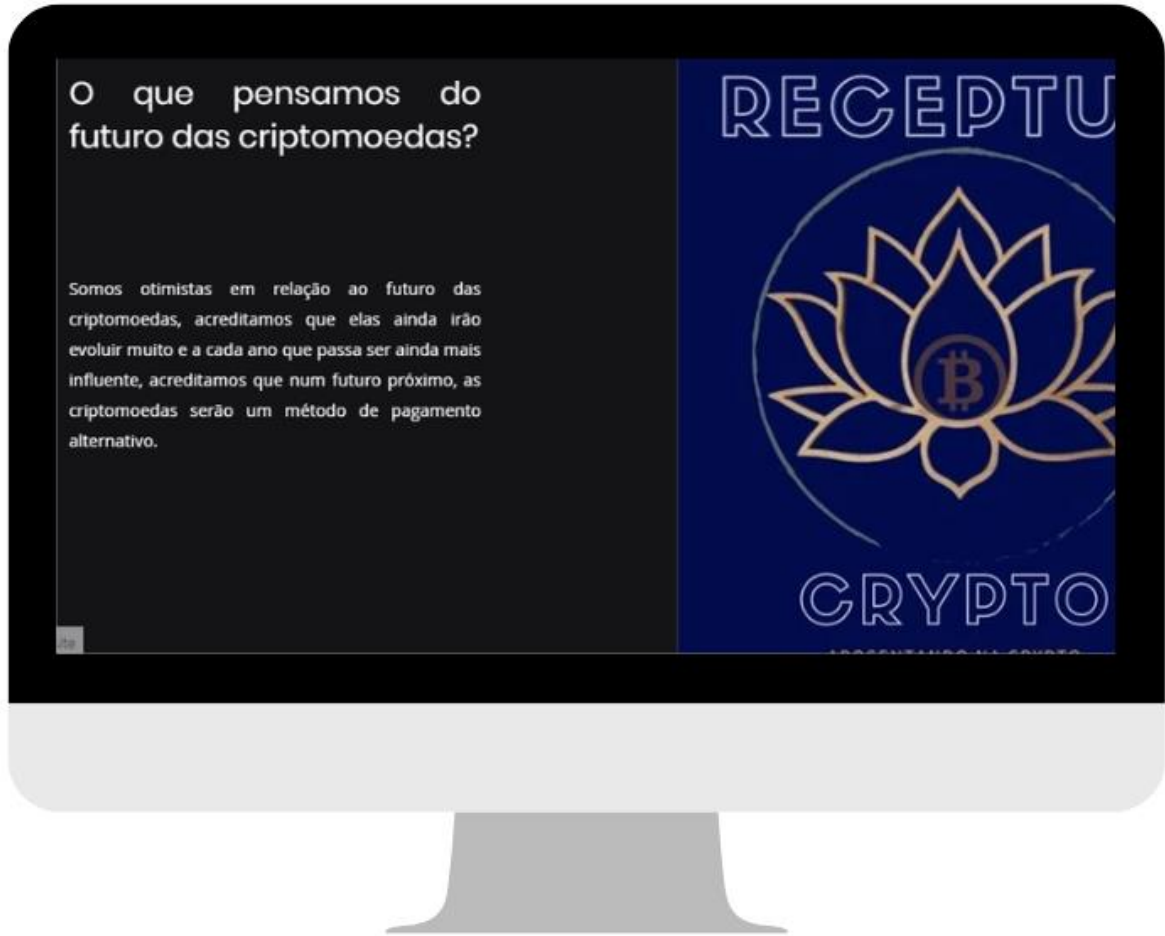 O que pensamos do
futuro das criptomoedas?
Somos otimistas em relação ao futuro das
criptomoedas, acreditamos que elas ainda irão
evoluir muito e a cada ano que passa ser ainda mais
influente, acreditamos que num futuro próximo, as
criptomoedas serão um método de pagamento
alternativo.
RECEPTU
B
CRYPTO